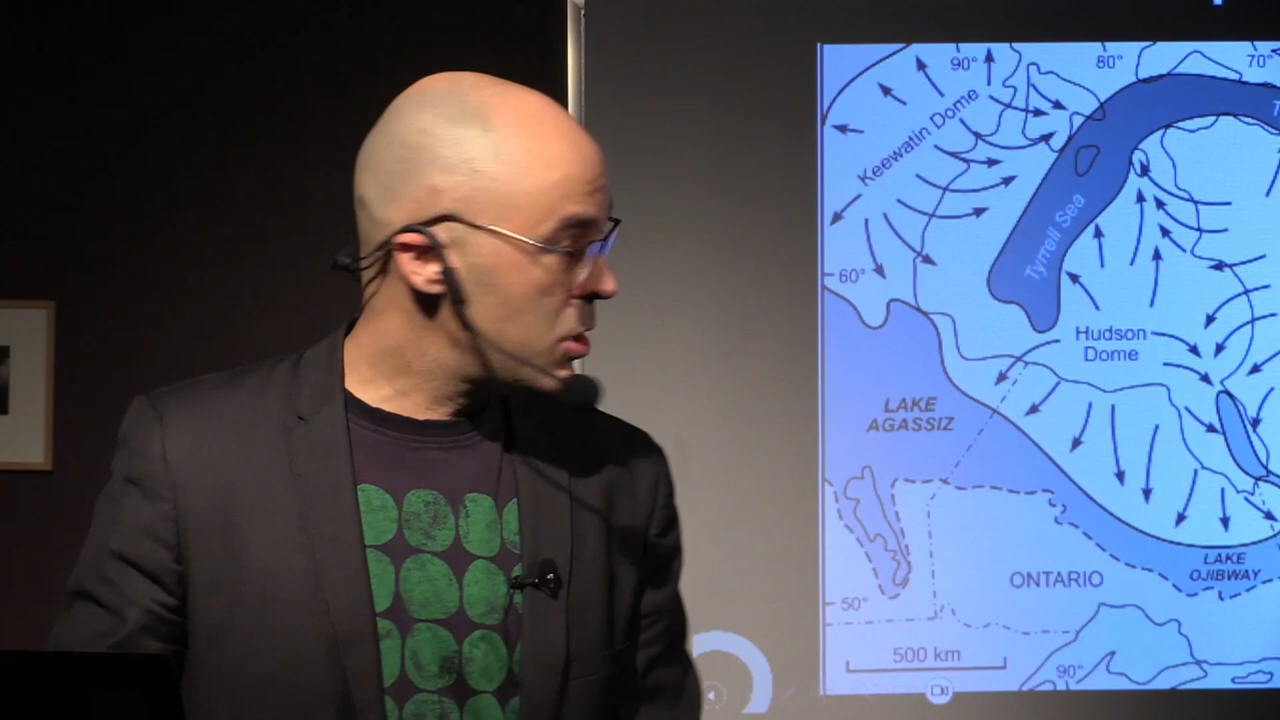 90°
80°
70°
Keewatin Dome
T
Tyrrell Sea
60°
Hudson
Dome
LAKE
AGASSIZ
LAKE
OJIBWAY
ONTARIO
50°
500 km
90°